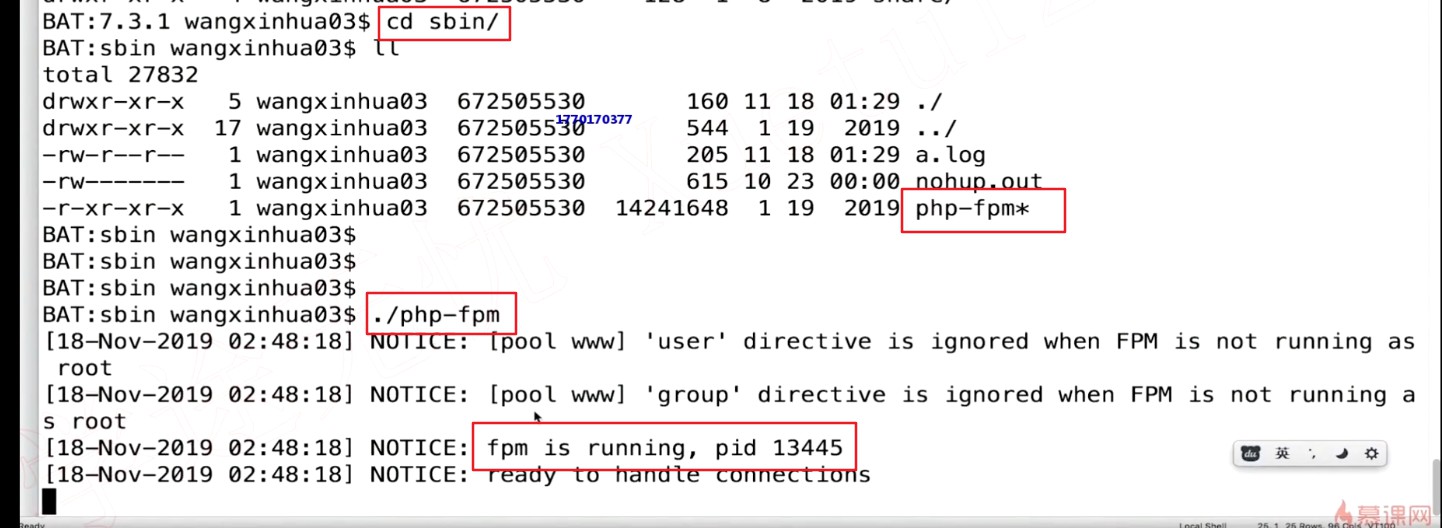 BAT:7.3.1 wangxinhua03$ cd sbin/
BAT:sbin wangxinhua03$ ll
total 27832
drwxr-xr-x   5 wangxinhua03  672505530       160 11 18 01:29 ./
1770170377
drwxr-xr-x  17 wangxinhua03  672505530       544  1 19  2019 ../
-rw-r--r--   1 wangxinhua03  672505530       205 11 18 01:29 a.log
-rw-------   1 wangxinhua03  672505530       615 10 23 00:00 nohup.out
-r-xr-xr-x   1 wangxinhua03  672505530  14241648  1 19  2019 php-fpm*
BAT:sbin wangxinhua03$
BAT:sbin wangxinhua03$
BAT:sbin wangxinhua03$
BAT:sbin wangxinhua03$ ./php-fpm
[18-Nov-2019 02:48:18] NOTICE: [pool www] 'user' directive is ignored when FPM is not running as
root
[18-Nov-2019 02:48:18] NOTICE: [pool www] 'group' directive is ignored when FPM is not running a
s root
[18-Nov-2019 02:48:18] NOTICE: fpm is running, pid 13445
[18-Nov-2019 02:48:18] NOTICE: ready to handle connections
du 英
慕课网
Ready
Local Shell